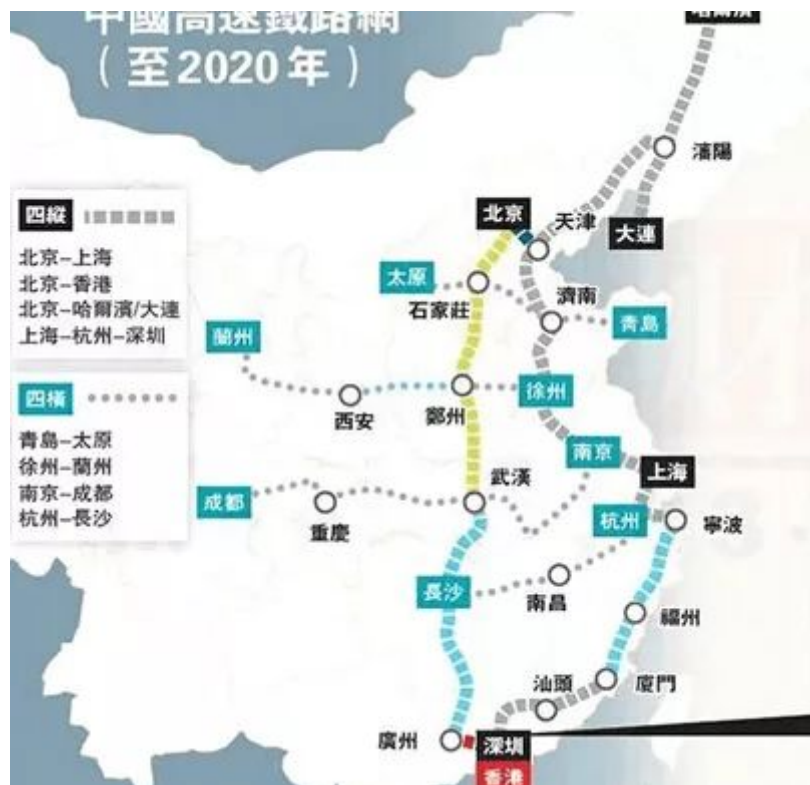 中國高速鐵路網
（至2020年）
哈爾濱
瀋陽
四縱
北京–上海
北京–香港
北京–哈爾濱/大連
上海–杭州–深圳
四橫
青島–太原
徐州–蘭州
南京–成都
杭州–長沙
北京
天津
大連
太原
石家莊
濟南
青島
蘭州
西安
鄭州
徐州
南京
上海
成都
重慶
武漢
杭州
寧波
長沙
南昌
福州
汕頭
廈門
廣州
深圳
香港